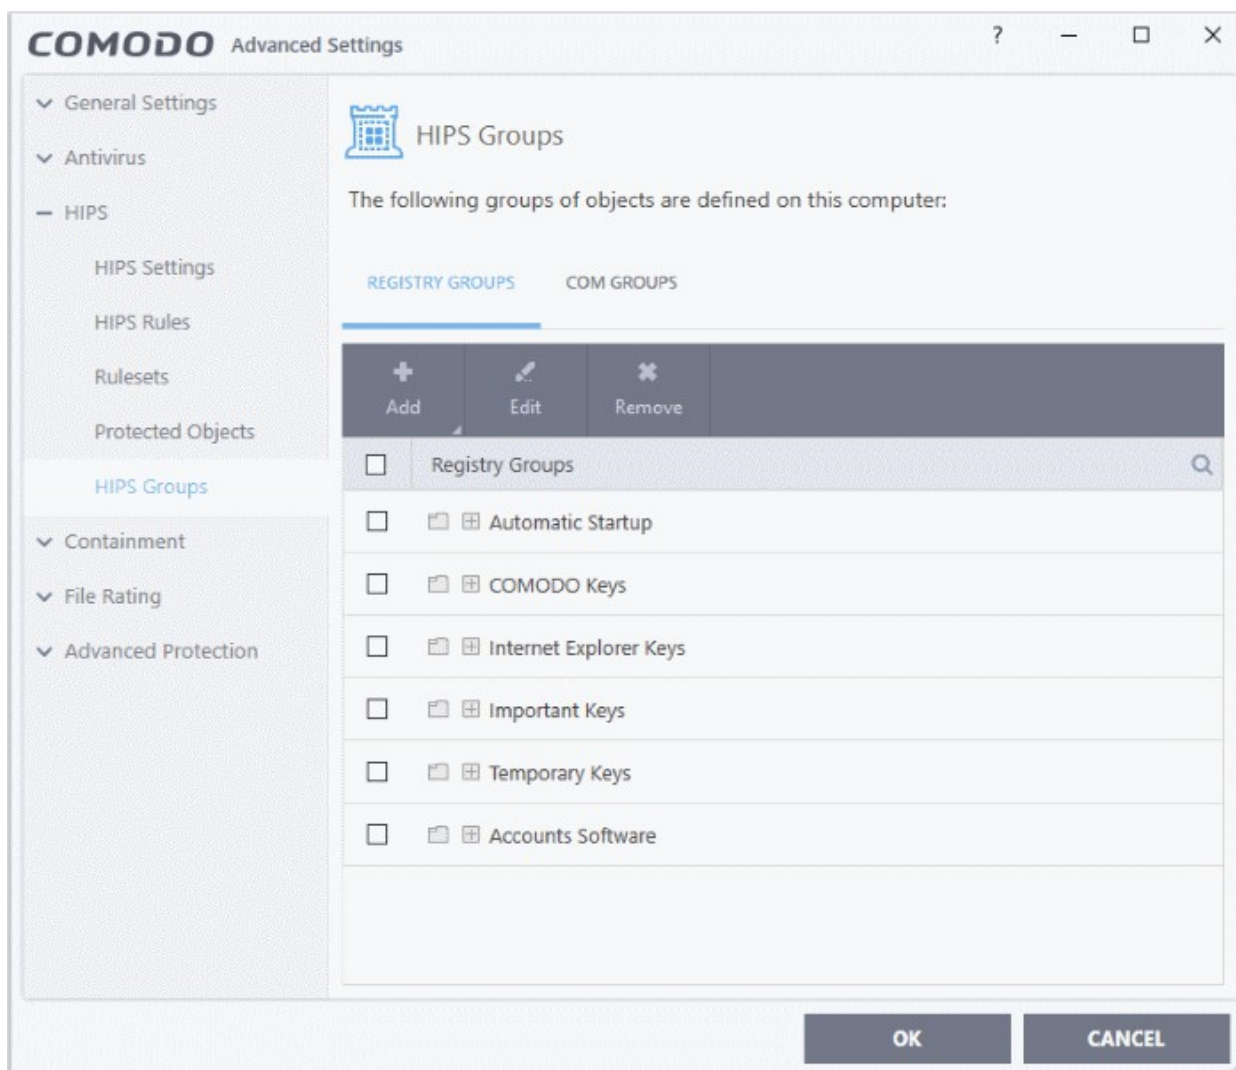 COMODO Advanced Settings ?
General Settings
Antivirus
HIPS
HIPS Settings
HIPS Rules
Rulesets
Protected Objects
HIPS Groups
Containment
File Rating
Advanced Protection
HIPS Groups
The following groups of objects are defined on this computer:
REGISTRY GROUPS COM GROUPS
Add Edit Remove
Registry Groups
Automatic Startup
COMODO Keys
Internet Explorer Keys
Important Keys
Temporary Keys
Accounts Software
OK CANCEL